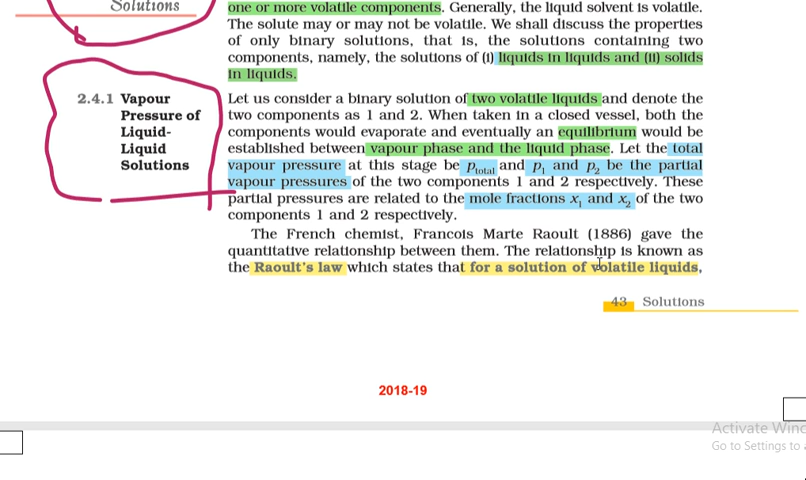 Solutions
one or more volatile components. Generally, the liquid solvent is volatile.
The solute may or may not be volatile. We shall discuss the properties
of only binary solutions, that is, the solutions containing two
components, namely, the solutions of (i) liquids in liquids and (ii) solids
in liquids.
2.4.1 Vapour
Pressure of
Liquid-
Liquid
Solutions
Let us consider a binary solution of two volatile liquids and denote the
two components as 1 and 2. When taken in a closed vessel, both the
components would evaporate and eventually an equilibrium would be
established between vapour phase and the liquid phase. Let the total
vapour pressure at this stage be p_total and p₁ and p₂ be the partial
vapour pressures of the two components 1 and 2 respectively. These
partial pressures are related to the mole fractions x₁ and x₂ of the two
components 1 and 2 respectively.
The French chemist, Francois Marte Raoult (1886) gave the
quantitative relationship between them. The relationship is known as
the Raoult's law which states that for a solution of volatile liquids,
43 Solutions
2018-19
Activate Winc
Go to Settings to